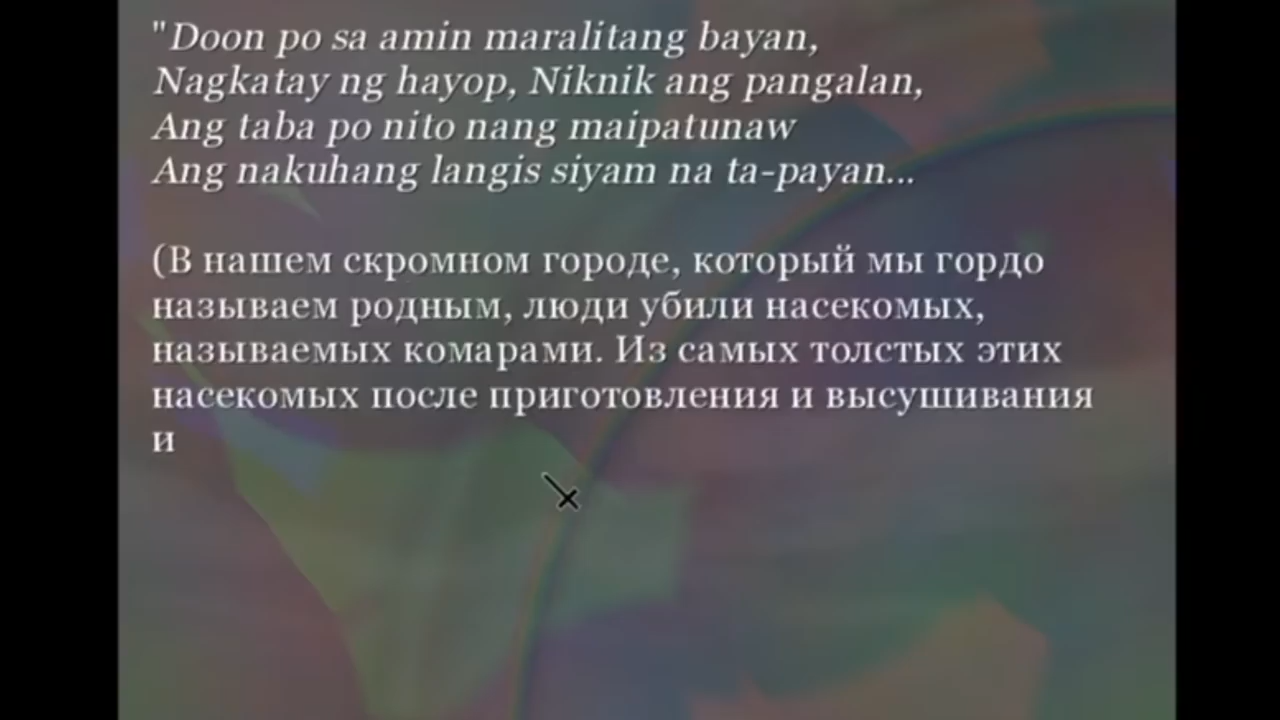 "Doon po sa amin maralitang bayan,
Nagkatay ng hayop, Niknik ang pangalan,
Ang taba po nito nang maipatunaw
Ang nakuhang langis siyam na ta-payan...
(В нашем скромном городе, который мы гордо
называем родным, люди убили насекомых,
называемых комарами. Из самых толстых этих
насекомых после приготовления и высушивания
и